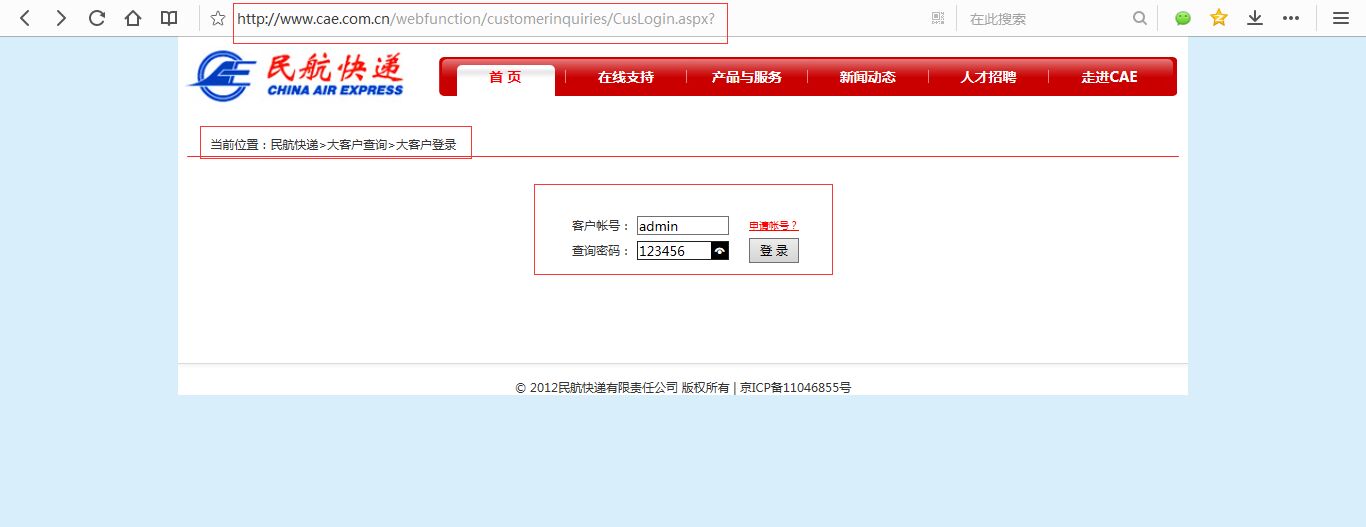 http://www.cae.com.cn/webfunction/customerinquiries/CusLogin.aspx?
在此搜索
民航快递
CHINA AIR EXPRESS
首 页
在线支持
产品与服务
新闻动态
人才招聘
走进CAE
当前位置：民航快递>大客户查询>大客户登录
客户帐号： admin 申请帐号？
查询密码： 123456 登 录
© 2012民航快递有限责任公司 版权所有 | 京ICP备11046855号